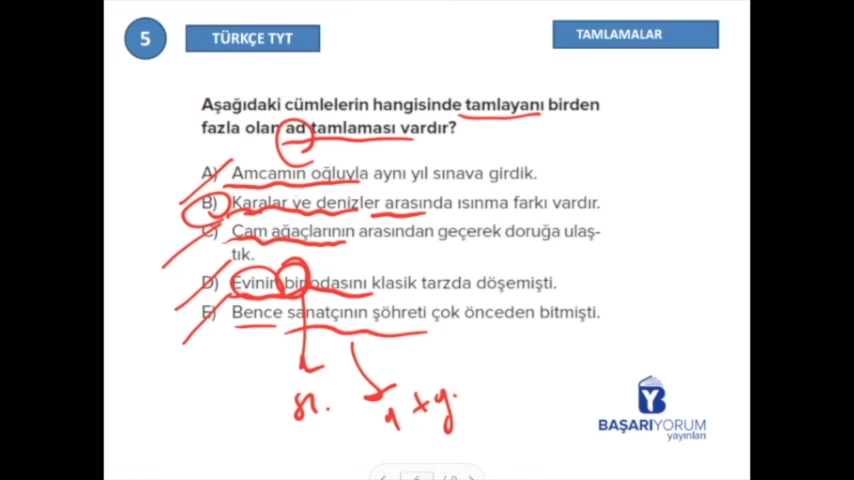 5
TÜRKÇE TYT
TAMLAMALAR
Aşağıdaki cümlelerin hangisinde tamlayanı birden
fazla olan ad tamlaması vardır?
A) Amcamın oğluyla aynı yıl sınava girdik.
B) Karalar ve denizler arasında ısınma farkı vardır.
C) Çam ağaçlarının arasından geçerek doruğa ulaş-
tık.
D) Evinin bir odasını klasik tarzda döşemişti.
E) Bence sanatçının şöhreti çok önceden bitmişti.
BAŞARIYORUM
yayınları